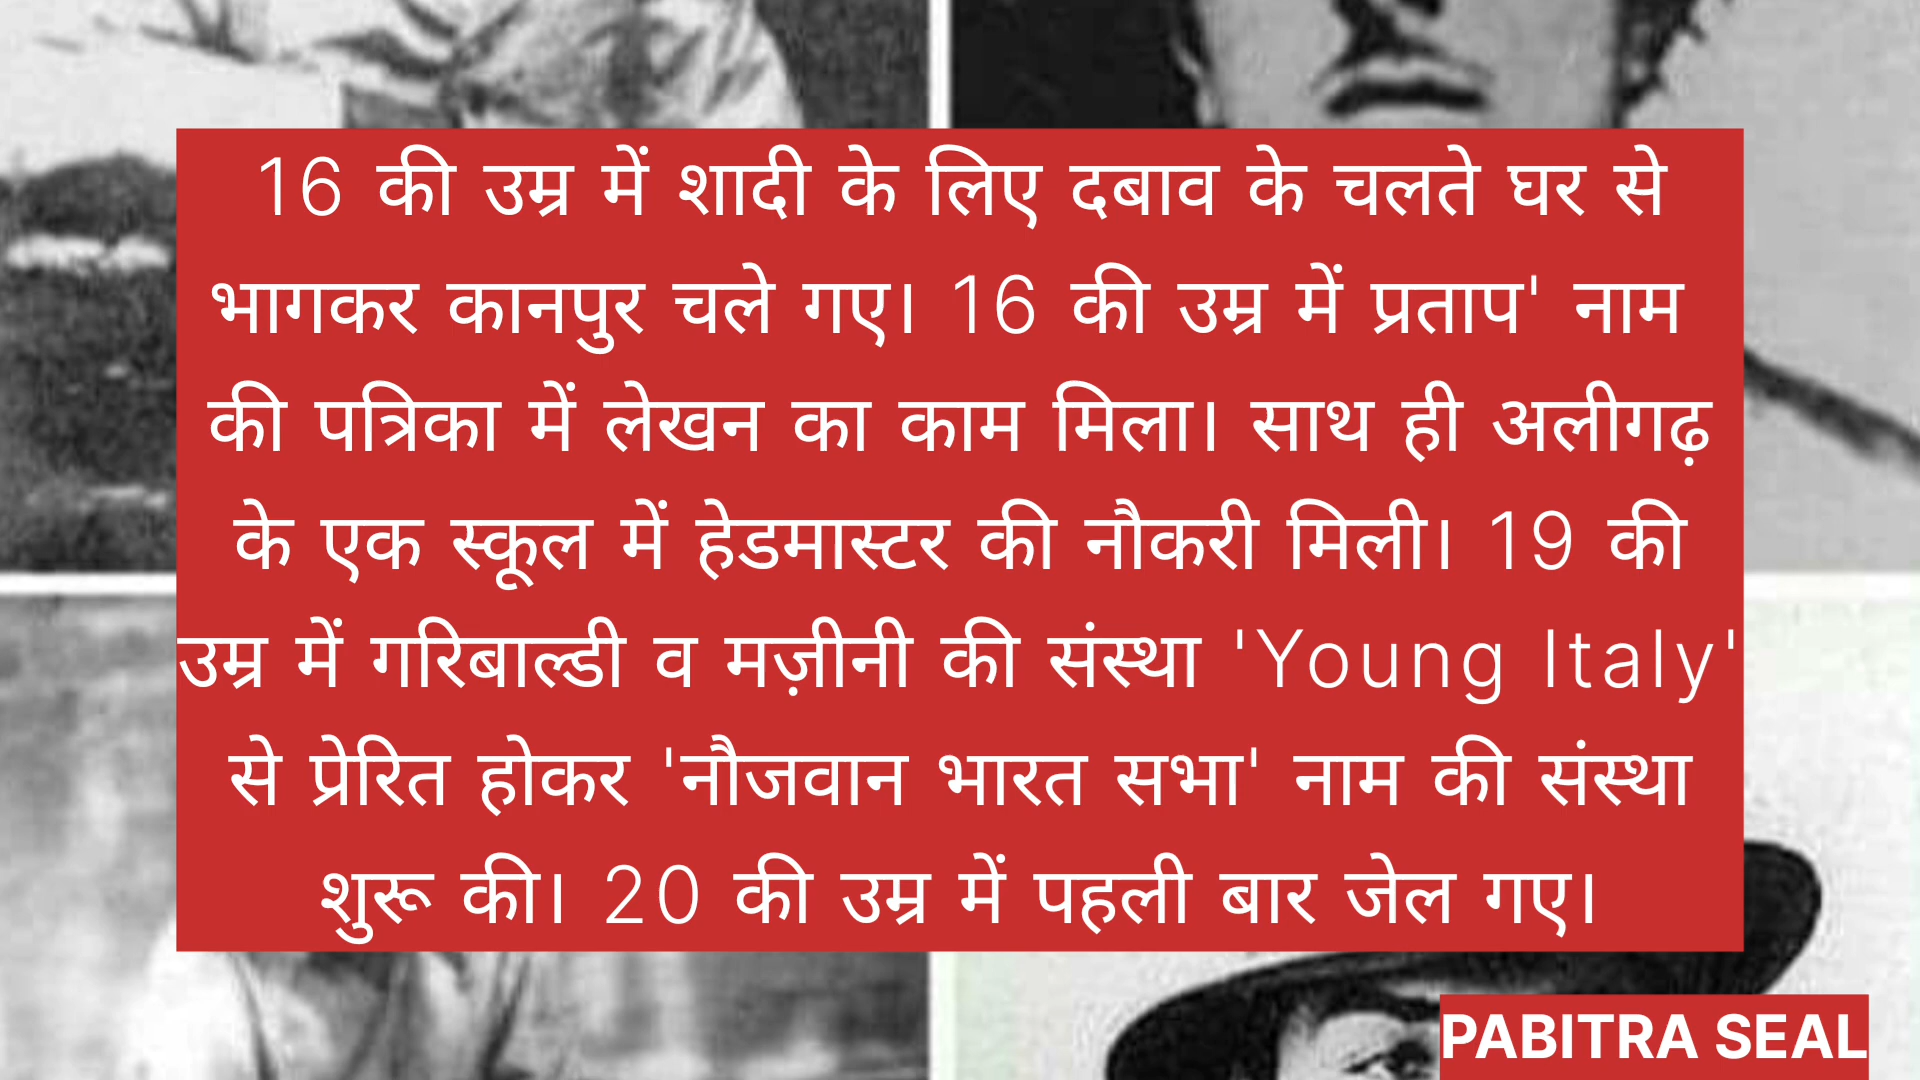 16 की उम्र में शादी के लिए दबाव के चलते घर से
भागकर कानपुर चले गए। 16 की उम्र में प्रताप' नाम
की पत्रिका में लेखन का काम मिला। साथ ही अलीगढ़
के एक स्कूल में हेडमास्टर की नौकरी मिली। 19 की
उम्र में गरिबाल्डी व मज़ीनी की संस्था 'Young Italy'
से प्रेरित होकर 'नौजवान भारत सभा' नाम की संस्था
शुरू की। 20 की उम्र में पहली बार जेल गए।
PABITRA SEAL